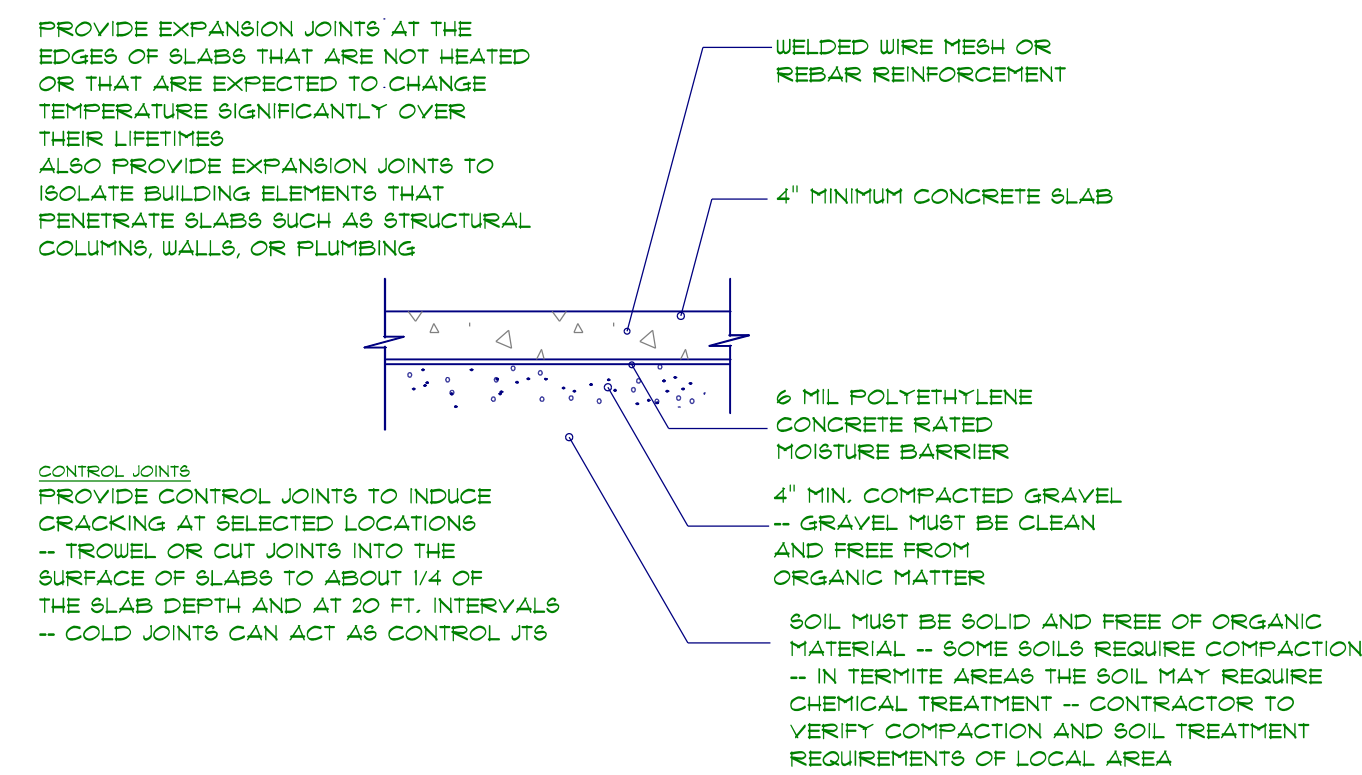 PROVIDE EXPANSION JOINTS AT THE
EDGES OF SLABS THAT ARE NOT HEATED
OR THAT ARE EXPECTED TO CHANGE
TEMPERATURE SIGNIFICANTLY OVER
THEIR LIFETIMES
ALSO PROVIDE EXPANSION JOINTS TO
ISOLATE BUILDING ELEMENTS THAT
PENETRATE SLABS SUCH AS STRUCTURAL
COLUMNS, WALLS, OR PLUMBING
WELDED WIRE MESH OR
REBAR REINFORCEMENT
4" MINIMUM CONCRETE SLAB
6 MIL POLYETHYLENE
CONCRETE RATED
MOISTURE BARRIER
CONTROL JOINTS
PROVIDE CONTROL JOINTS TO INDUCE
CRACKING AT SELECTED LOCATIONS
-- TROWEL OR CUT JOINTS INTO THE
SURFACE OF SLABS TO ABOUT 1/4 OF
THE SLAB DEPTH AND AT 20 FT. INTERVALS
-- COLD JOINTS CAN ACT AS CONTROL JTS
4" MIN. COMPACTED GRAVEL
-- GRAVEL MUST BE CLEAN
AND FREE FROM
ORGANIC MATTER
SOIL MUST BE SOLID AND FREE OF ORGANIC
MATERIAL -- SOME SOILS REQUIRE COMPACTION
-- IN TERMITE AREAS THE SOIL MAY REQUIRE
CHEMICAL TREATMENT -- CONTRACTOR TO
VERIFY COMPACTION AND SOIL TREATMENT
REQUIREMENTS OF LOCAL AREA